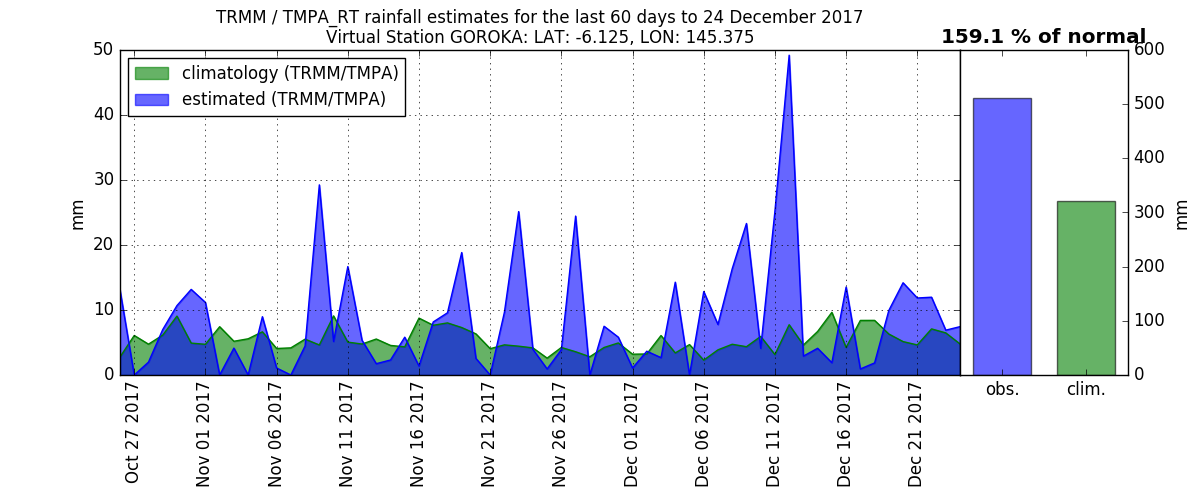 TRMM / TMPA_RT rainfall estimates for the last 60 days to 24 December 2017
Virtual Station GOROKA: LAT: -6.125, LON: 145.375
159.1 % of normal
climatology (TRMM/TMPA)
estimated (TRMM/TMPA)
50
40
30
20
10
0
mm
Oct 27 2017
Nov 01 2017
Nov 06 2017
Nov 11 2017
Nov 16 2017
Nov 21 2017
Nov 26 2017
Dec 01 2017
Dec 06 2017
Dec 11 2017
Dec 16 2017
Dec 21 2017
obs.
clim.
600
500
400
300
200
100
0
mm